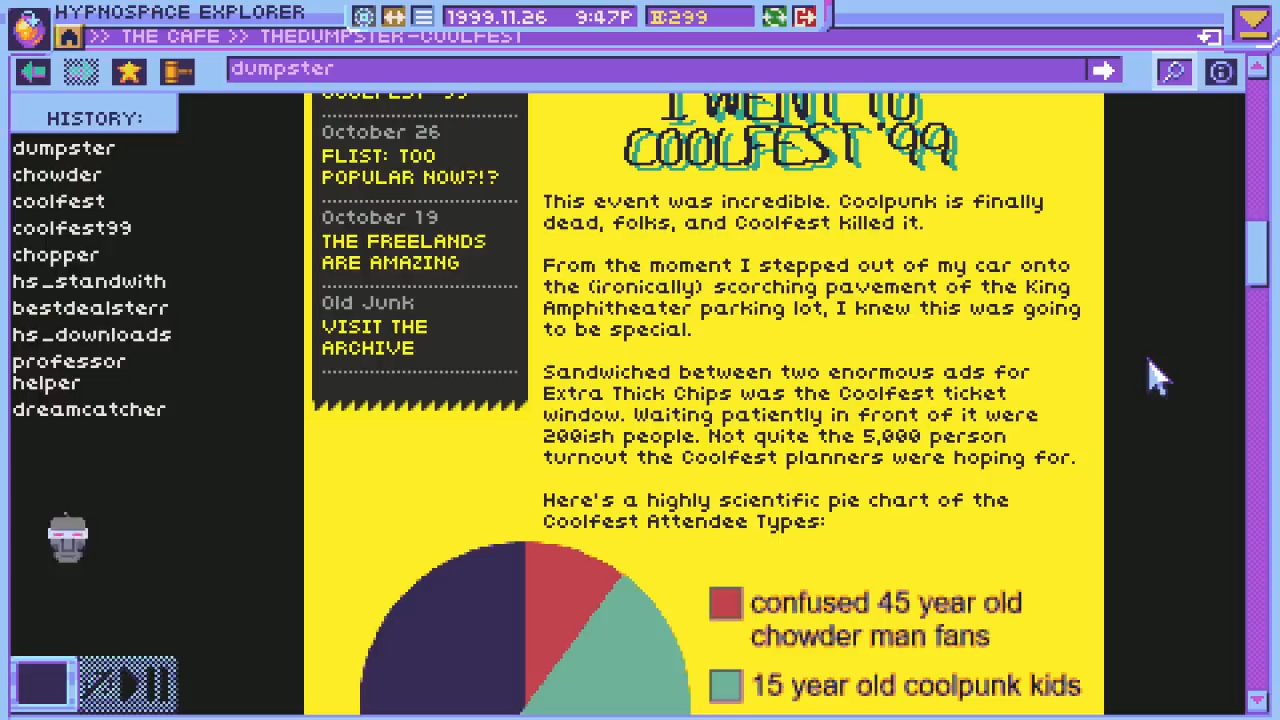 HYPNOSPACE EXPLORER
1999.11.26 9:47P
299
>> THE CAFE >> THEDUMPSTER-COOLFEST
dumpster
HISTORY:
dumpster
chowder
coolfest
coolfest99
chopper
hs_standwith
bestdealsterr
hs_downloads
professor
helper
dreamcatcher
COOLFEST '99
October 26
FLIST: TOO
POPULAR NOW?!?
October 19
THE FREELANDS
ARE AMAZING
Old Junk
VISIT THE
ARCHIVE
I WENT TO
COOLFEST '99
This event was incredible. Coolpunk is finally
dead, folks, and Coolfest killed it.
From the moment I stepped out of my car onto
the (ironically) scorching pavement of the King
Amphitheater parking lot, I knew this was going
to be special.
Sandwiched between two enormous ads for
Extra Thick Chips was the Coolfest ticket
window. Waiting patiently in front of it were
200ish people. Not quite the 5,000 person
turnout the Coolfest planners were hoping for.
Here's a highly scientific pie chart of the
Coolfest Attendee Types:
confused 45 year old
chowder man fans
15 year old coolpunk kids